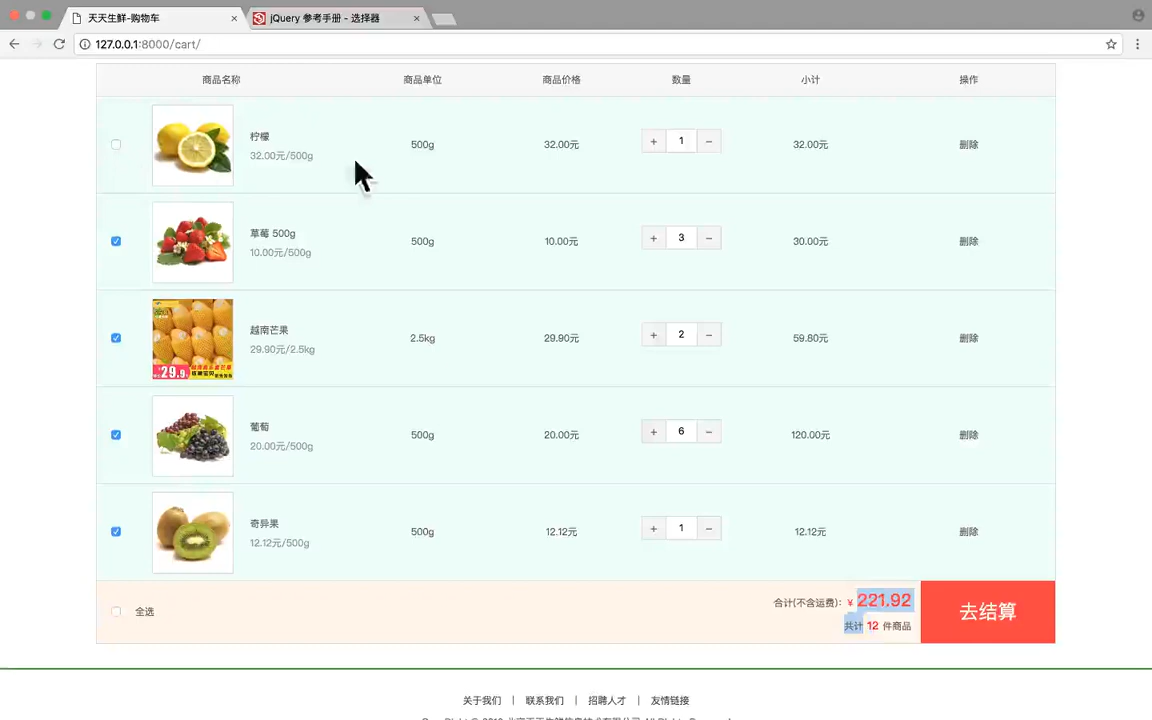 天天生鲜-购物车
jQuery 参考手册 - 选择器
127.0.0.1:8000/cart/
商品名称 商品单位 商品价格 数量 小计 操作
柠檬
32.00元/500g
500g 32.00元 + 1 − 32.00元 删除
草莓 500g
10.00元/500g
500g 10.00元 + 3 − 30.00元 删除
越南芒果
29.90元/2.5kg
2.5kg 29.90元 + 2 − 59.80元 删除
29.9
葡萄
20.00元/500g
500g 20.00元 + 6 − 120.00元 删除
奇异果
12.12元/500g
500g 12.12元 + 1 − 12.12元 删除
全选
合计(不含运费): ¥ 221.92
共计 12 件商品
去结算
关于我们 | 联系我们 | 招聘人才 | 友情链接